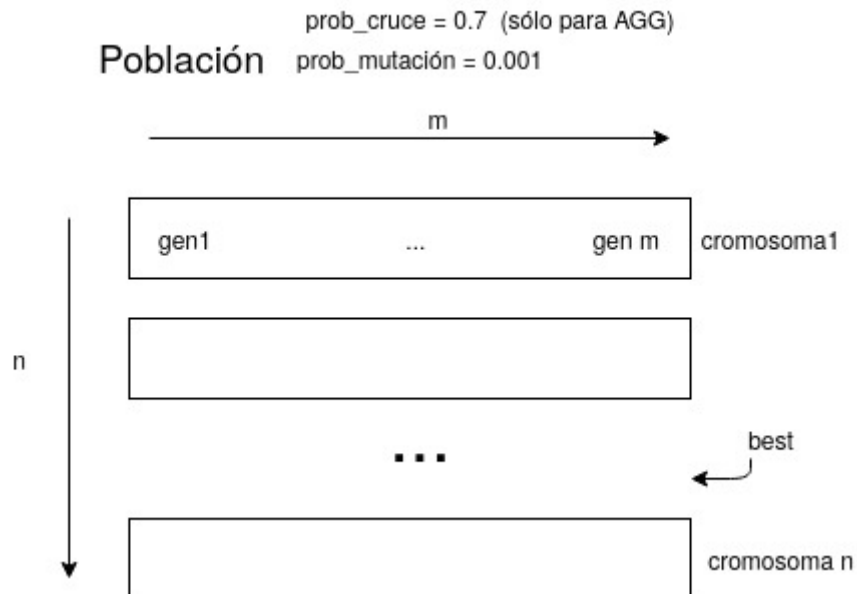 prob_cruce = 0.7 (sólo para AGG)
Población prob_mutación = 0.001
m
gen1 ... gen m cromosoma1
n
...
best
cromosoma n